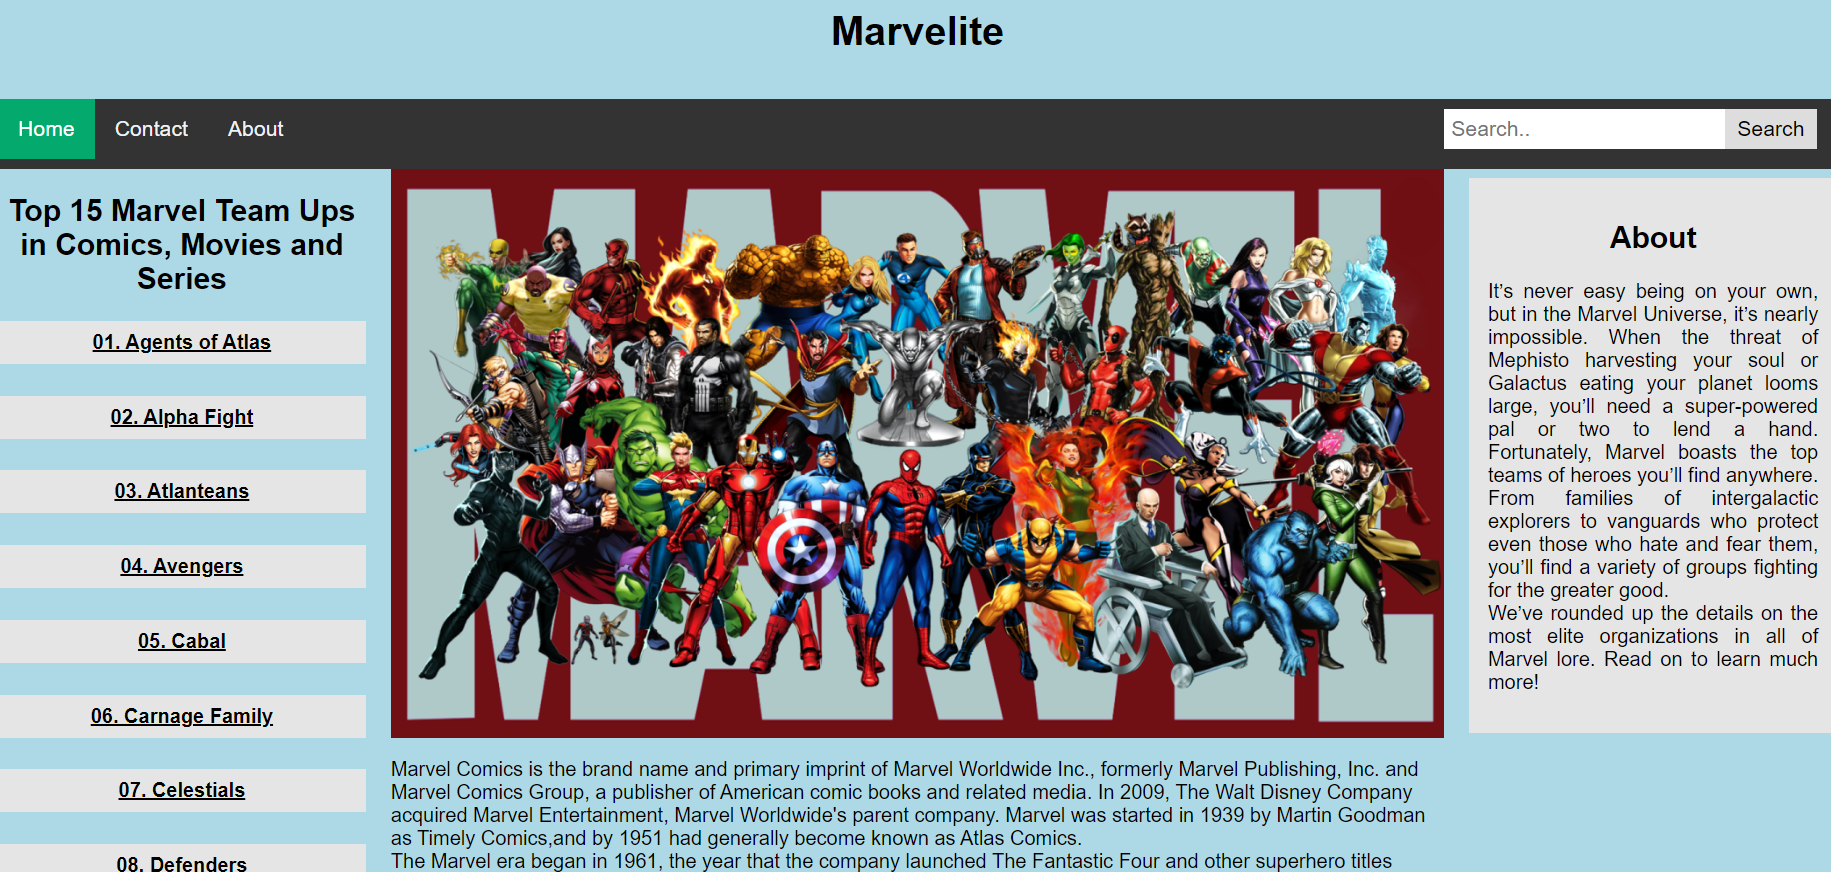 Marvelite
Home Contact About
Search.. Search
Top 15 Marvel Team Ups
in Comics, Movies and
Series
01. Agents of Atlas
02. Alpha Fight
03. Atlanteans
04. Avengers
05. Cabal
06. Carnage Family
07. Celestials
08. Defenders
MARVEL
Marvel Comics is the brand name and primary imprint of Marvel Worldwide Inc., formerly Marvel Publishing, Inc. and
Marvel Comics Group, a publisher of American comic books and related media. In 2009, The Walt Disney Company
acquired Marvel Entertainment, Marvel Worldwide's parent company. Marvel was started in 1939 by Martin Goodman
as Timely Comics,and by 1951 had generally become known as Atlas Comics.
The Marvel era began in 1961, the year that the company launched The Fantastic Four and other superhero titles
About
It’s never easy being on your own,
but in the Marvel Universe, it’s nearly
impossible. When the threat of
Mephisto harvesting your soul or
Galactus eating your planet looms
large, you’ll need a super-powered
pal or two to lend a hand.
Fortunately, Marvel boasts the top
teams of heroes you’ll find anywhere.
From families of intergalactic
explorers to vanguards who protect
even those who hate and fear them,
you’ll find a variety of groups fighting
for the greater good.
We’ve rounded up the details on the
most elite organizations in all of
Marvel lore. Read on to learn much
more!